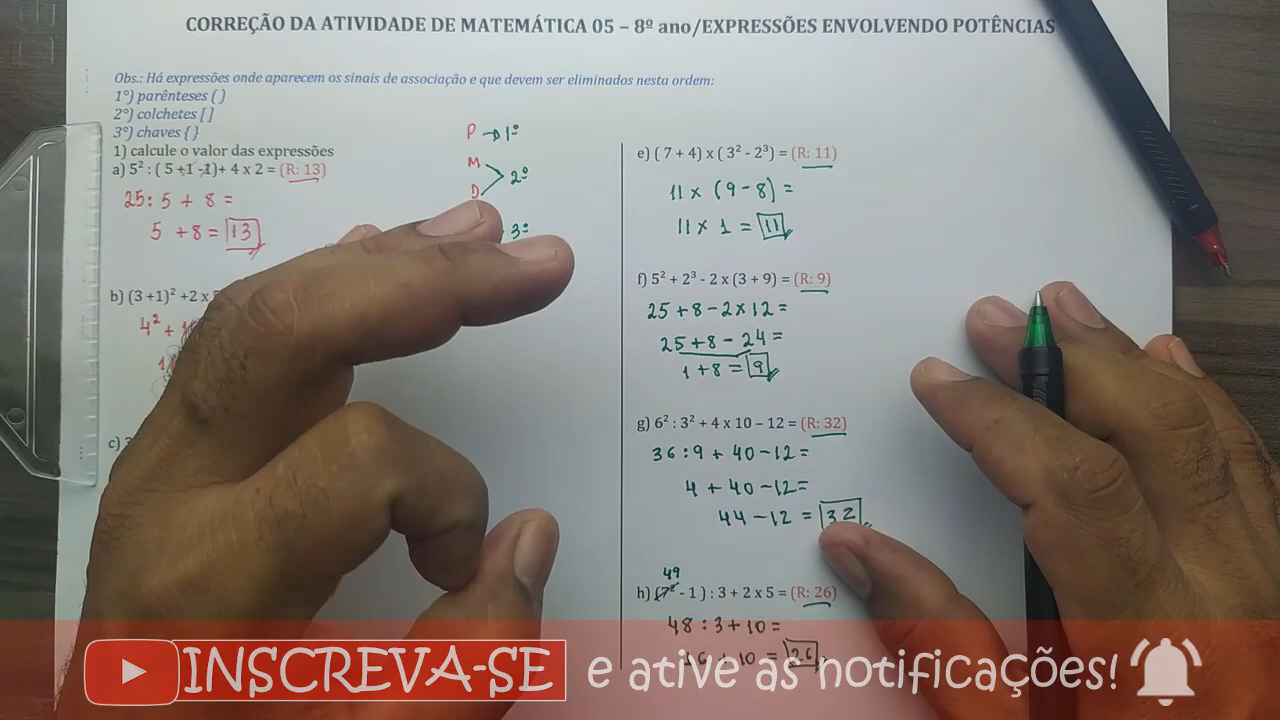 CORREÇÃO DA ATIVIDADE DE MATEMÁTICA 05 – 8º ano/EXPRESSÕES ENVOLVENDO POTÊNCIAS
Obs.: Há expressões onde aparecem os sinais de associação e que devem ser eliminados nesta ordem:
1º) parênteses ( )
2º) colchetes [ ]
3º) chaves { }
1) calcule o valor das expressões
a) 5² : ( 5 +1 -1)+ 4 x 2 = (R: 13)
25: 5 + 8 =
5 + 8 = 13
P → 1º
M
2º
D
3º
b) (3 +1)² +2 x
4² +
c)
e) ( 7 + 4) x ( 3² - 2³) = (R: 11)
11 x (9 - 8) =
11 x 1 = 11
f) 5² + 2³ - 2 x (3 + 9) = (R: 9)
25 + 8 - 2 x 12 =
25 + 8 - 24 =
1 + 8 = 9
g) 6² : 3² + 4 x 10 – 12 = (R: 32)
36 : 9 + 40 - 12 =
4 + 40 - 12 =
44 - 12 = 32
49
h) (7² - 1 ) : 3 + 2 x 5 = (R: 26)
48 : 3 + 10 =
16 + 10 = 26
INSCREVA-SE e ative as notificações!